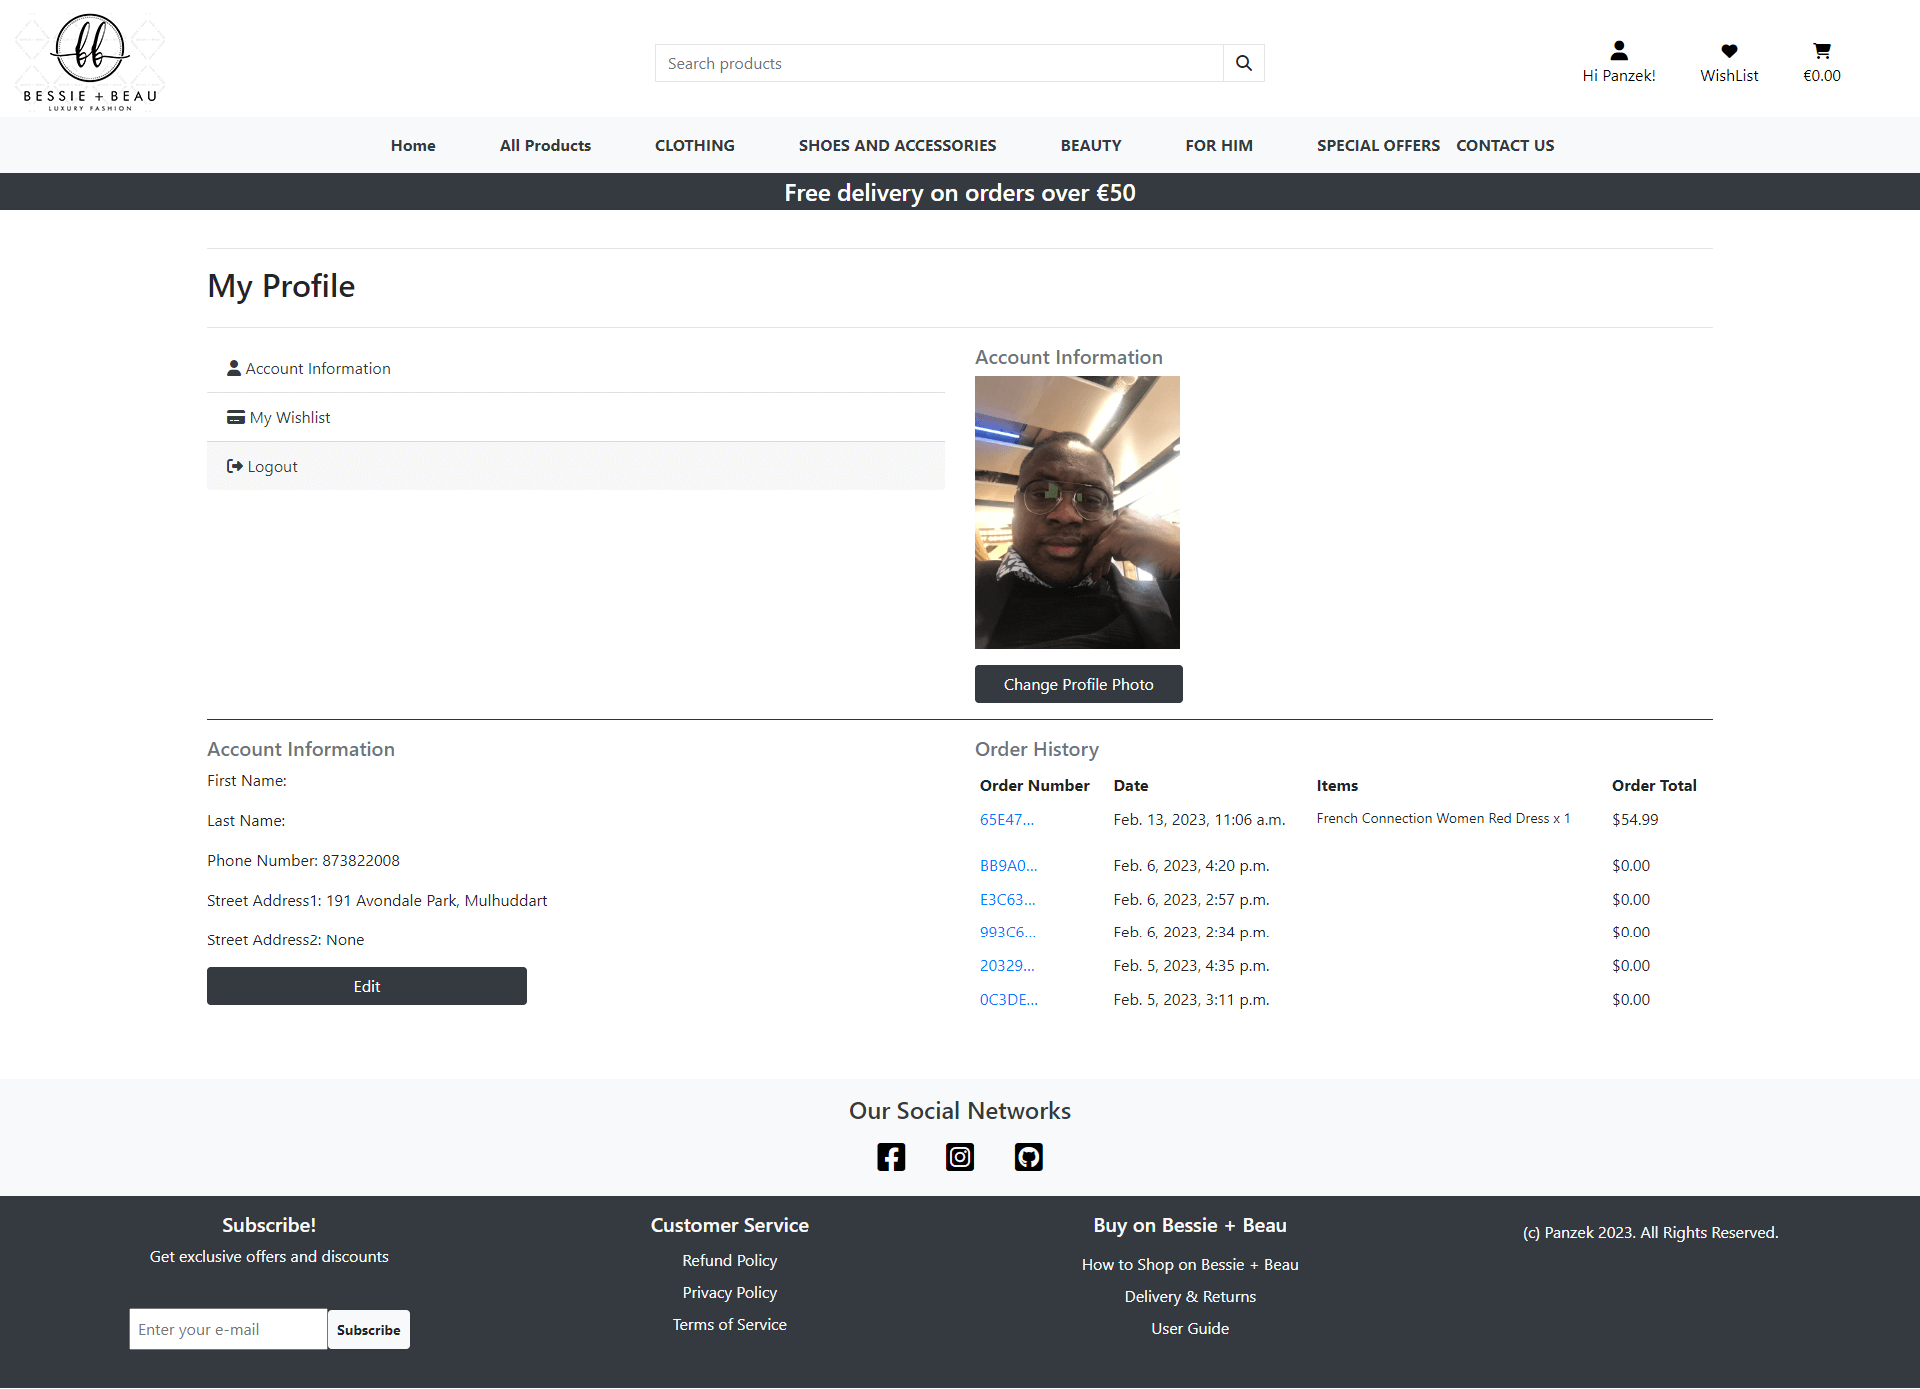 bb
BESSIE + BEAU
LUXURY FASHION
Search products
Hi Panzek!
WishList
€0.00
Home
All Products
CLOTHING
SHOES AND ACCESSORIES
BEAUTY
FOR HIM
SPECIAL OFFERS
CONTACT US
Free delivery on orders over €50
My Profile
Account Information
My Wishlist
Logout
Account Information
Change Profile Photo
Account Information
First Name:
Last Name:
Phone Number: 873822008
Street Address1: 191 Avondale Park, Mulhuddart
Street Address2: None
Edit
Order History
Order Number Date Items Order Total
65E47... Feb. 13, 2023, 11:06 a.m. French Connection Women Red Dress x 1 $54.99
BB9A0... Feb. 6, 2023, 4:20 p.m. $0.00
E3C63... Feb. 6, 2023, 2:57 p.m. $0.00
993C6... Feb. 6, 2023, 2:34 p.m. $0.00
20329... Feb. 5, 2023, 4:35 p.m. $0.00
0C3DE... Feb. 5, 2023, 3:11 p.m. $0.00
Our Social Networks
Subscribe!
Get exclusive offers and discounts
Enter your e-mail
Subscribe
Customer Service
Refund Policy
Privacy Policy
Terms of Service
Buy on Bessie + Beau
How to Shop on Bessie + Beau
Delivery & Returns
User Guide
(c) Panzek 2023. All Rights Reserved.